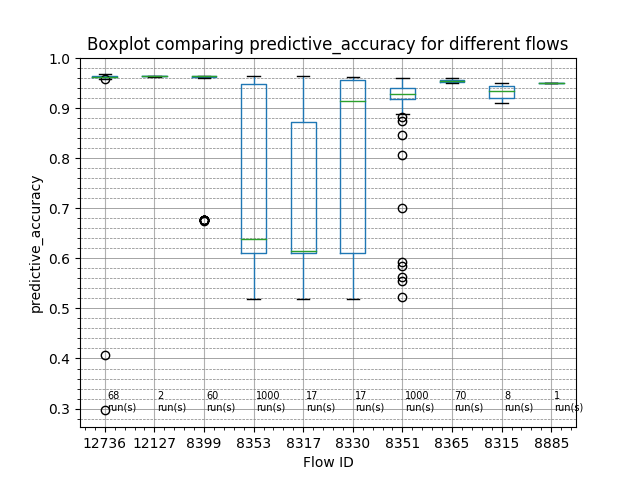 Boxplot comparing predictive_accuracy for different flows
1.0
0.9
0.8
0.7
0.6
0.5
0.4
0.3
predictive_accuracy
68 2 60 1000 17 17 1000 70 8 1
run(s) run(s) run(s) run(s) run(s) run(s) run(s) run(s) run(s) run(s)
12736 12127 8399 8353 8317 8330 8351 8365 8315 8885
Flow ID